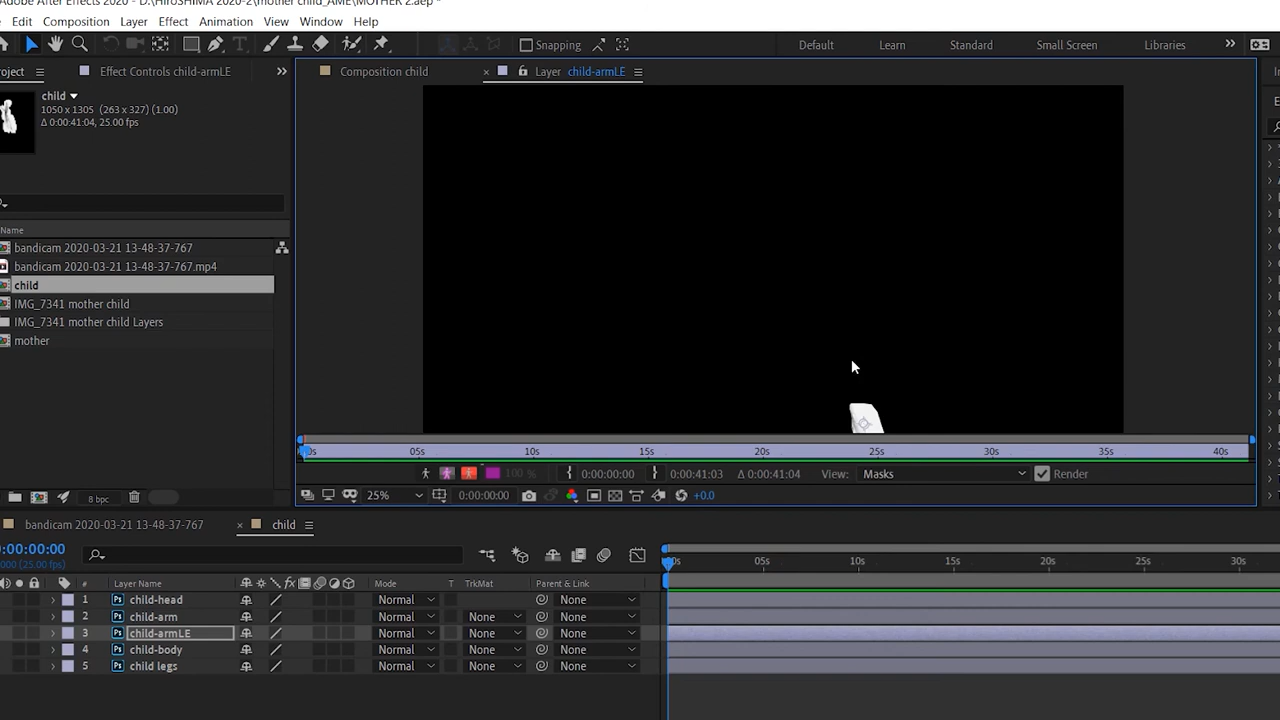 Adobe After Effects 2020 - D:\HIROSHIMA 2020-2\mother child_AME\MOTHER 2.aep *
Edit Composition Layer Effect Animation View Window Help
Snapping Default Learn Standard Small Screen Libraries
Project Effect Controls child-armLE Composition child Layer child-armLE
child
1050 x 1305 (263 x 327) (1.00)
Δ 0:00:41:04, 25.00 fps
Name
bandicam 2020-03-21 13-48-37-767
bandicam 2020-03-21 13-48-37-767.mp4
child
IMG_7341 mother child
IMG_7341 mother child Layers
mother
00s 05s 10s 15s 20s 25s 30s 35s 40s
100 % 0:00:00:00 0:00:41:03 Δ 0:00:41:04 View: Masks Render
8 bpc 25% 0:00:00:00 +0.0
bandicam 2020-03-21 13-48-37-767 child
0:00:00:00
000 (25.00 fps)
00s 05s 10s 15s 20s 25s 30s
# Layer Name Mode T TrkMat Parent & Link
1 child-head Normal None
2 child-arm Normal None None
3 child-armLE Normal None None
4 child-body Normal None None
5 child legs Normal None None